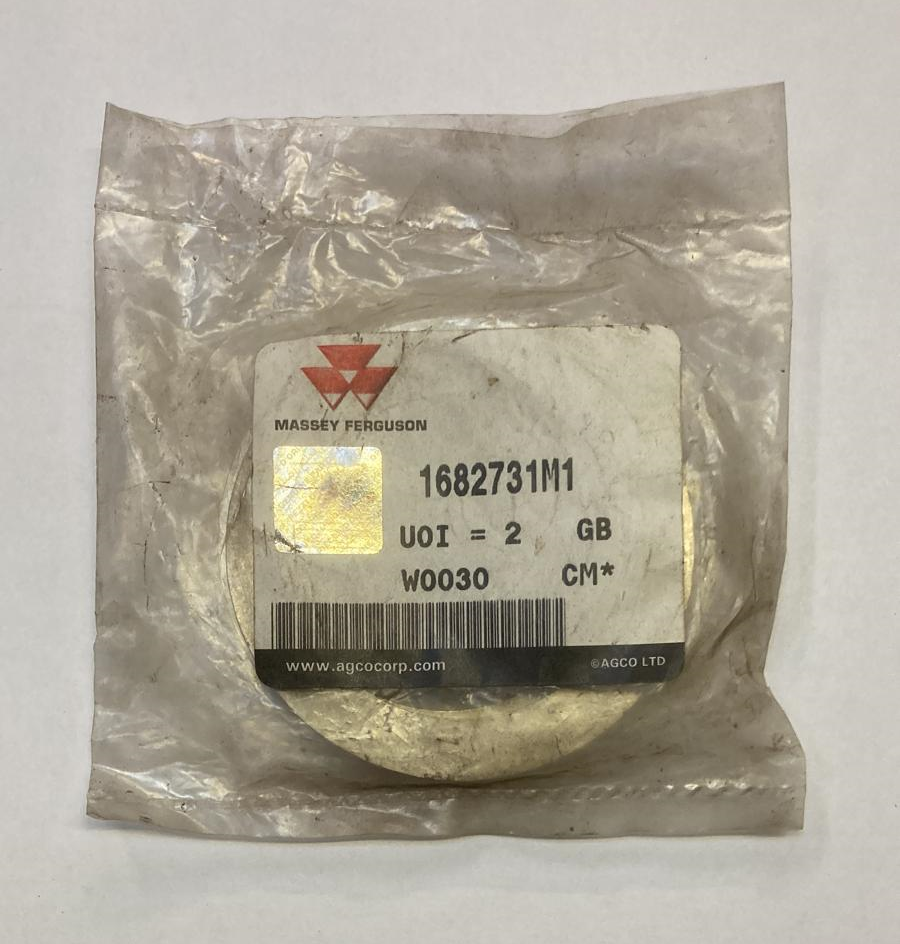 MASSEY FERGUSON
1682731M1
UOI = 2 GB
W0030 CM*
www.agcocorp.com ©AGCO LTD